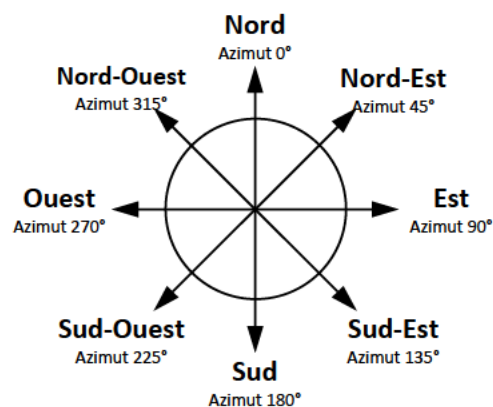 Nord
Azimut 0°
Nord-Ouest
Azimut 315°
Nord-Est
Azimut 45°
Ouest
Azimut 270°
Est
Azimut 90°
Sud-Ouest
Azimut 225°
Sud-Est
Azimut 135°
Sud
Azimut 180°